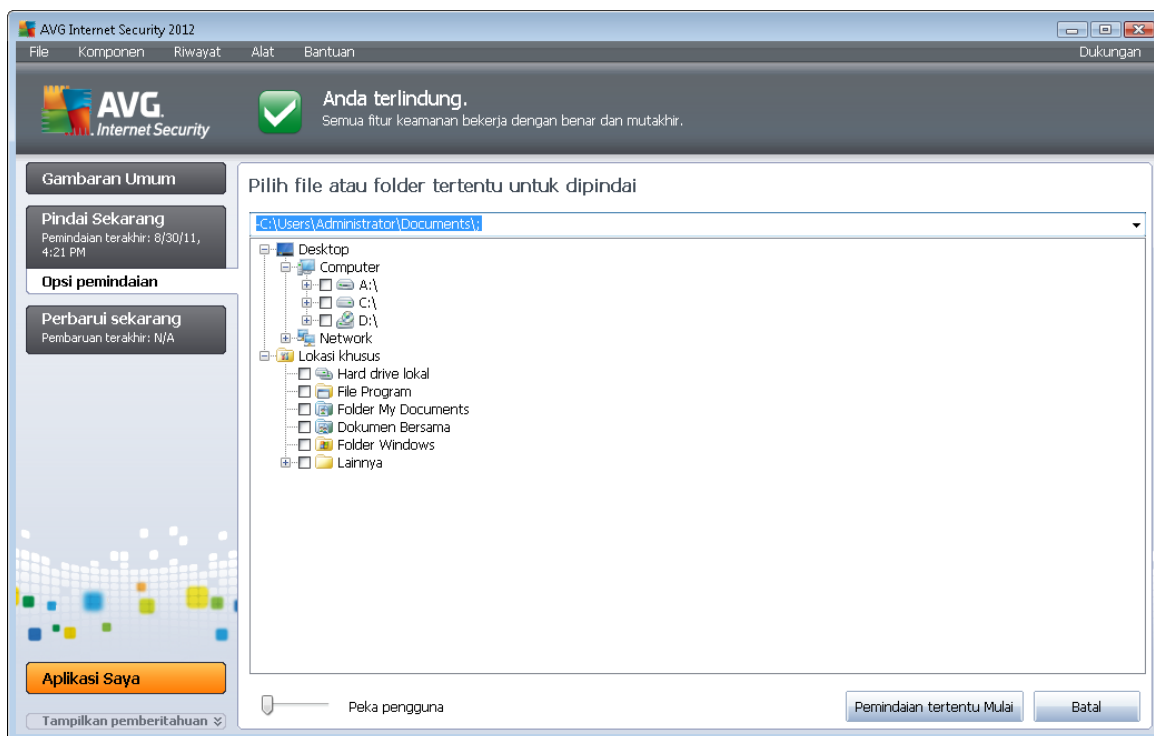 AVG Internet Security 2012
File Komponen Riwayat Alat Bantuan Dukungan
AVG.
Internet Security
Anda terlindung.
Semua fitur keamanan bekerja dengan benar dan mutakhir.
Gambaran Umum
Pindai Sekarang
Pemindaian terakhir: 8/30/11,
4:21 PM
Opsi pemindaian
Perbarui sekarang
Pembaruan terakhir: N/A
Aplikasi Saya
Tampilkan pemberitahuan
Pilih file atau folder tertentu untuk dipindai
-C:\Users\Administrator\Documents\;
Desktop
Computer
A:\
C:\
D:\
Network
Lokasi khusus
Hard drive lokal
File Program
Folder My Documents
Dokumen Bersama
Folder Windows
Lainnya
Peka pengguna
Pemindaian tertentu Mulai
Batal